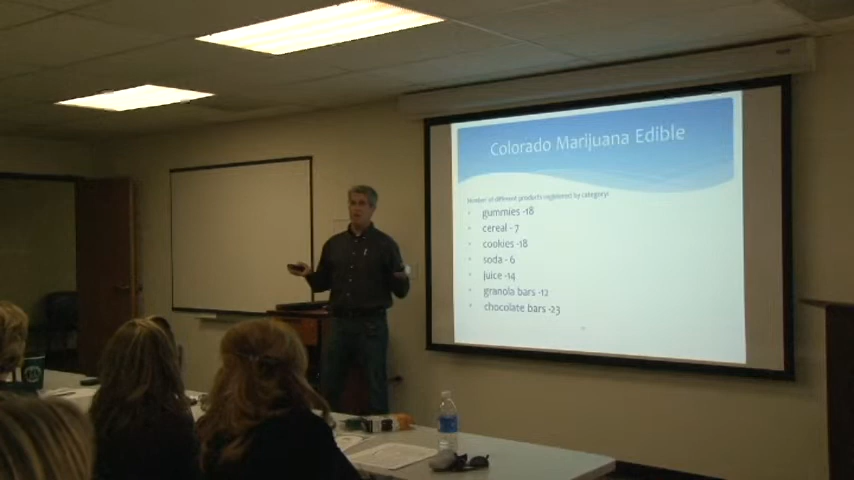 Colorado Marijuana Edible
Number of different products registered by category:
• gummies -18
• cereal - 7
• cookies -18
• soda - 6
• juice -14
• granola bars -12
• chocolate bars -23